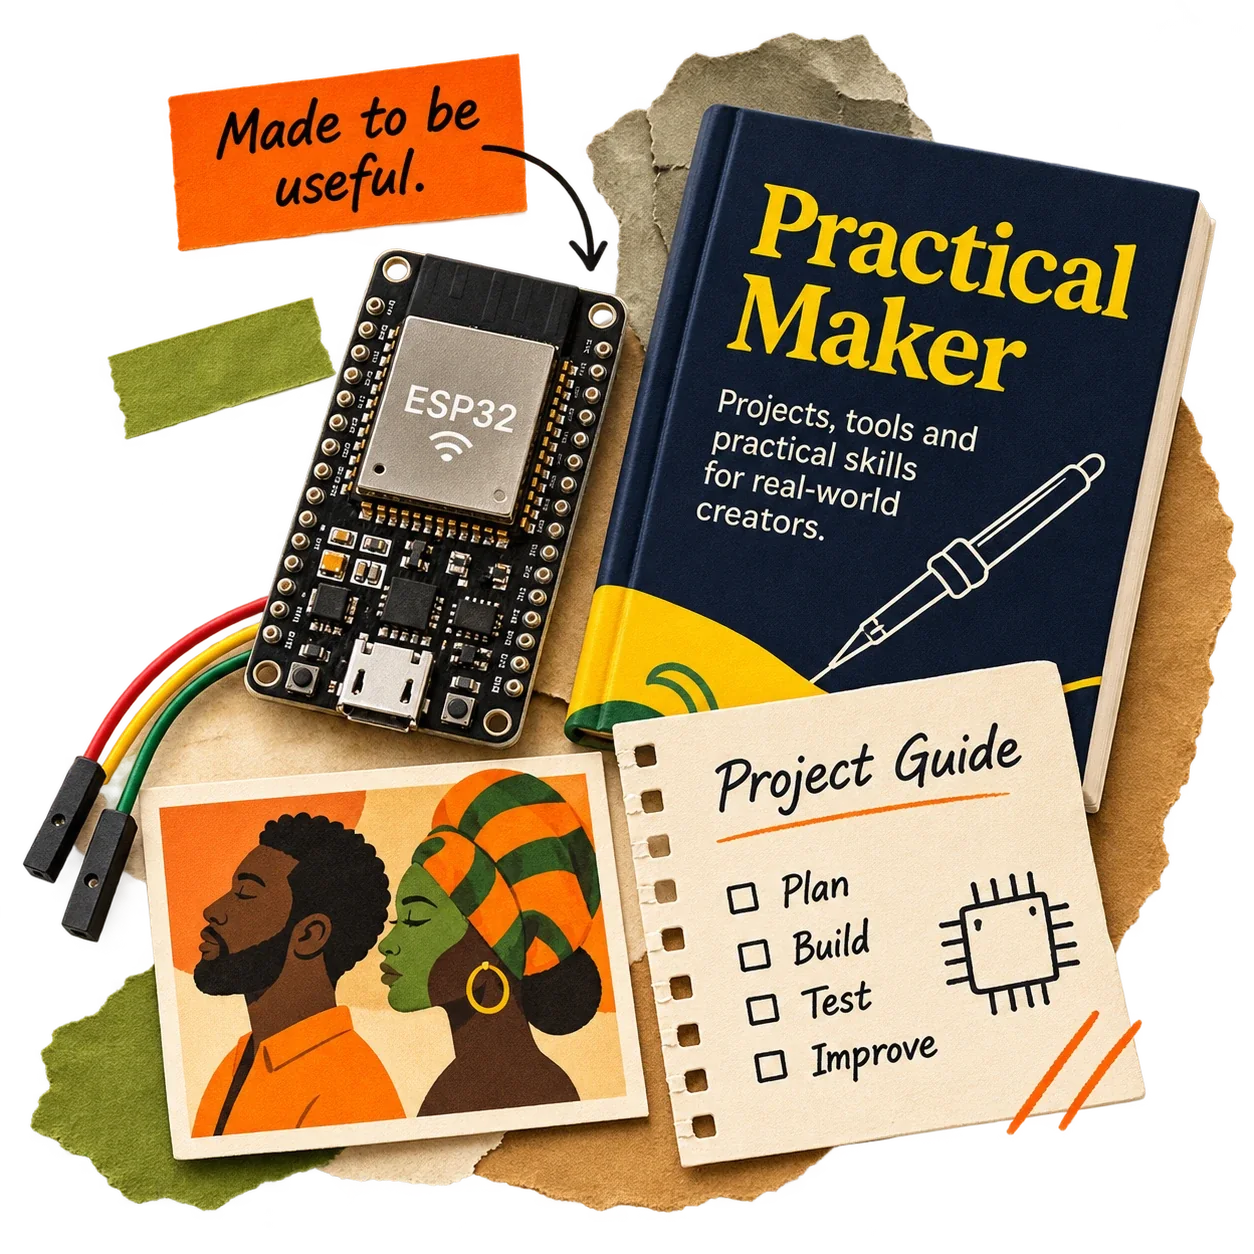 Made to be
useful.
ESP32
Practical
Maker
Projects, tools and
practical skills
for real-world
creators.
Project Guide
Plan
Build
Test
Improve